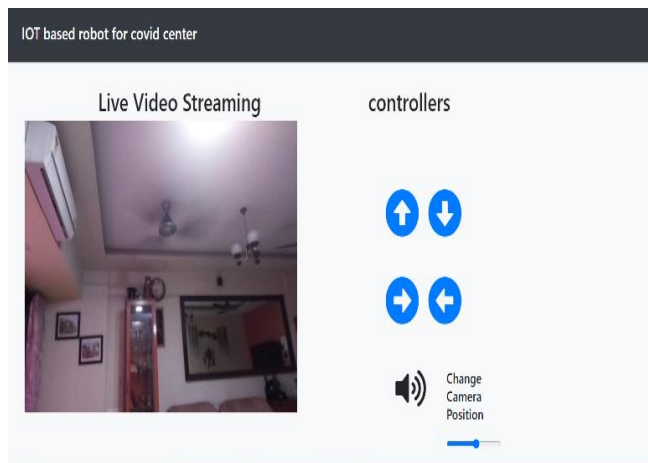 IOT based robot for covid center
Live Video Streaming
controllers
Change
Camera
Position